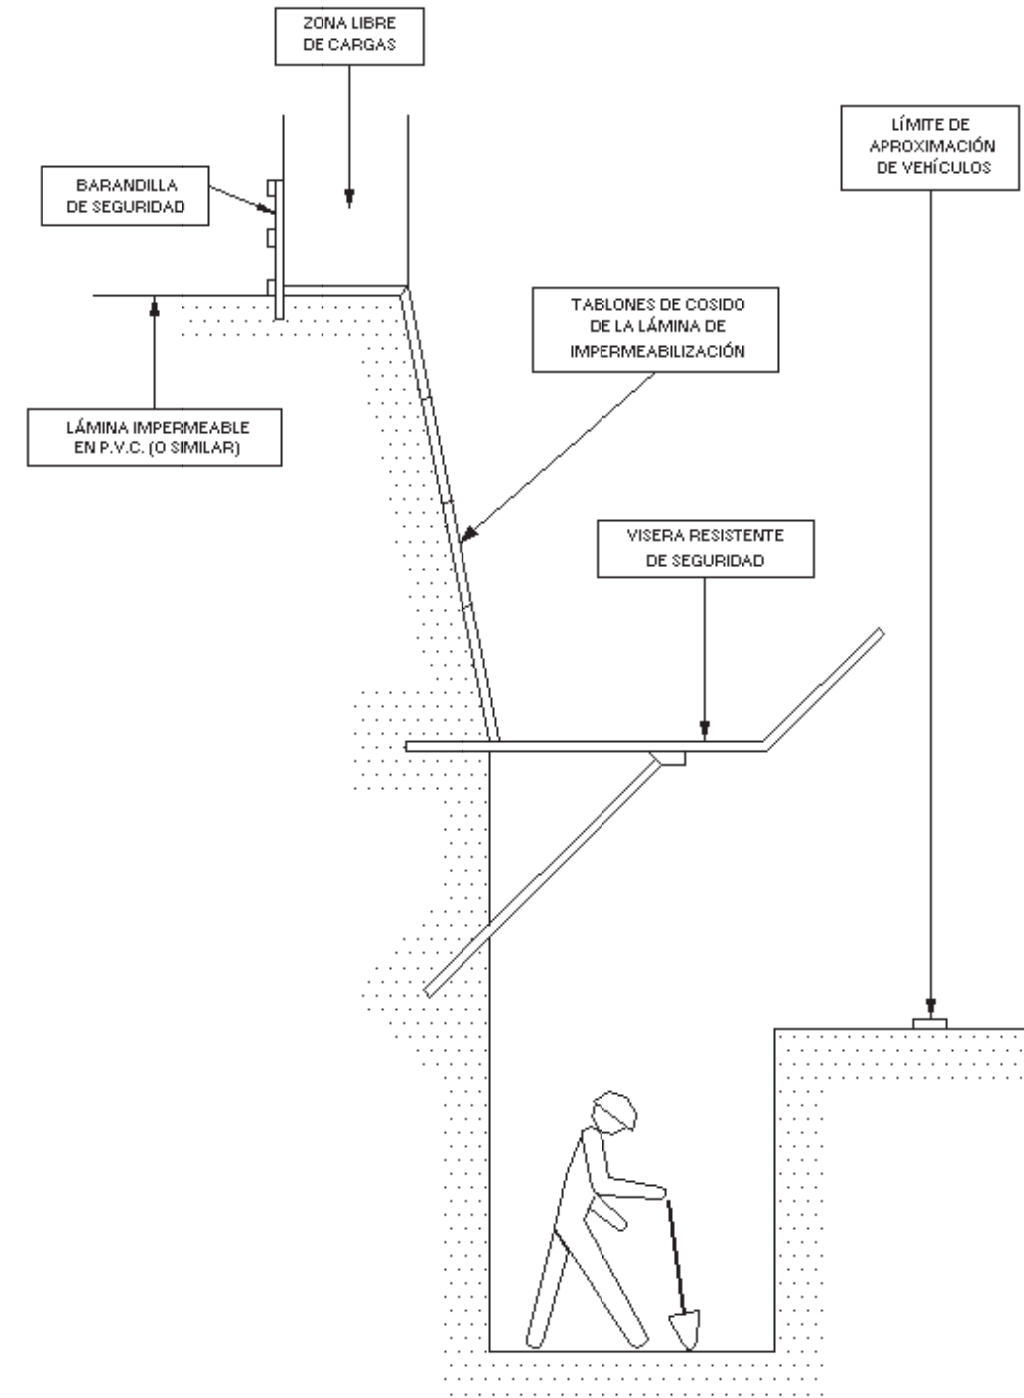 ZONA LIBRE
DE CARGAS
LÍMITE DE
APROXIMACIÓN
DE VEHÍCULOS
BARANDILLA
DE SEGURIDAD
TABLONES DE COSIDO
DE LA LÁMINA DE
IMPERMEABILIZACIÓN
LÁMINA IMPERMEABLE
EN P.V.C. (O SIMILAR)
VISERA RESISTENTE
DE SEGURIDAD